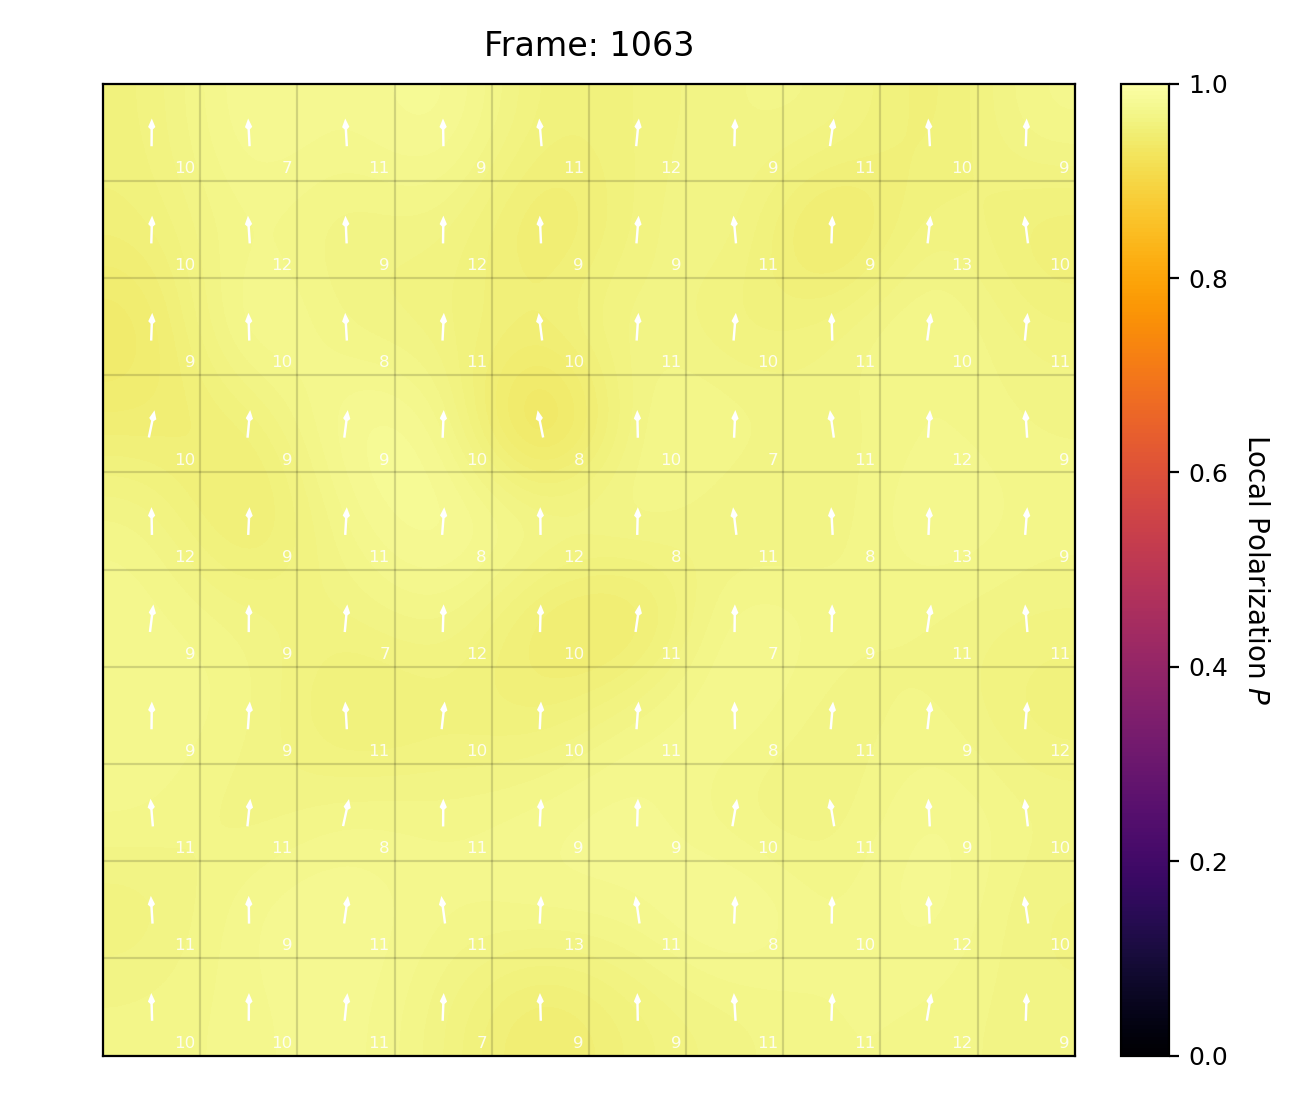 Frame: 1063
10 7 11 9 11 12 9 11 10 9
10 12 9 12 9 9 11 9 13 10
9 10 8 11 10 11 10 11 10 11
10 9 9 10 8 10 7 11 12 9
12 9 11 8 12 8 11 8 13 9
9 9 7 12 10 11 7 9 11 11
9 9 11 10 10 11 8 11 9 12
11 11 8 11 9 9 10 11 9 10
11 9 11 11 13 11 8 10 12 10
10 10 11 7 9 9 11 11 12 9
1.0
0.8
0.6
0.4
0.2
0.0
Local Polarization P